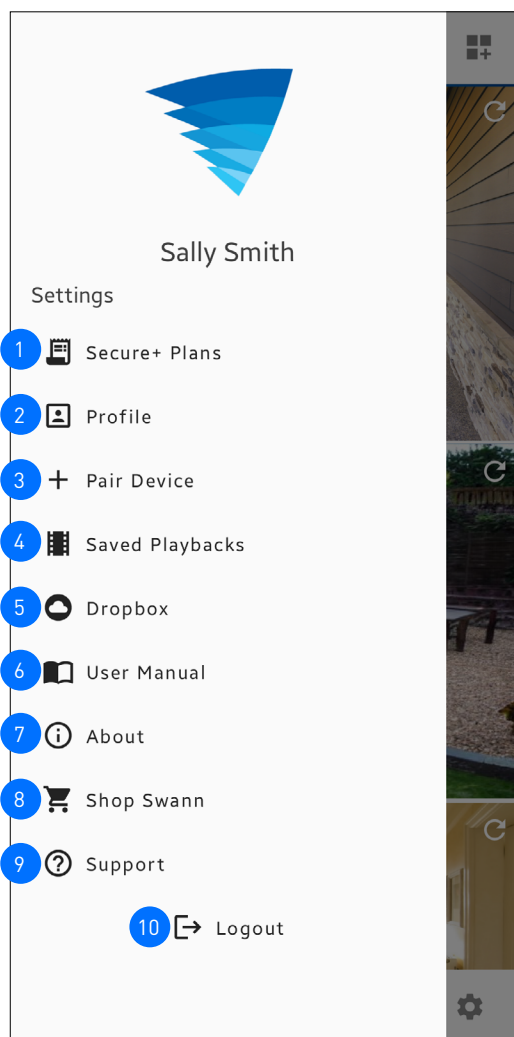 Sally Smith
Settings
1 Secure+ Plans
2 Profile
3 Pair Device
4 Saved Playbacks
5 Dropbox
6 User Manual
7 About
8 Shop Swann
9 Support
10 Logout